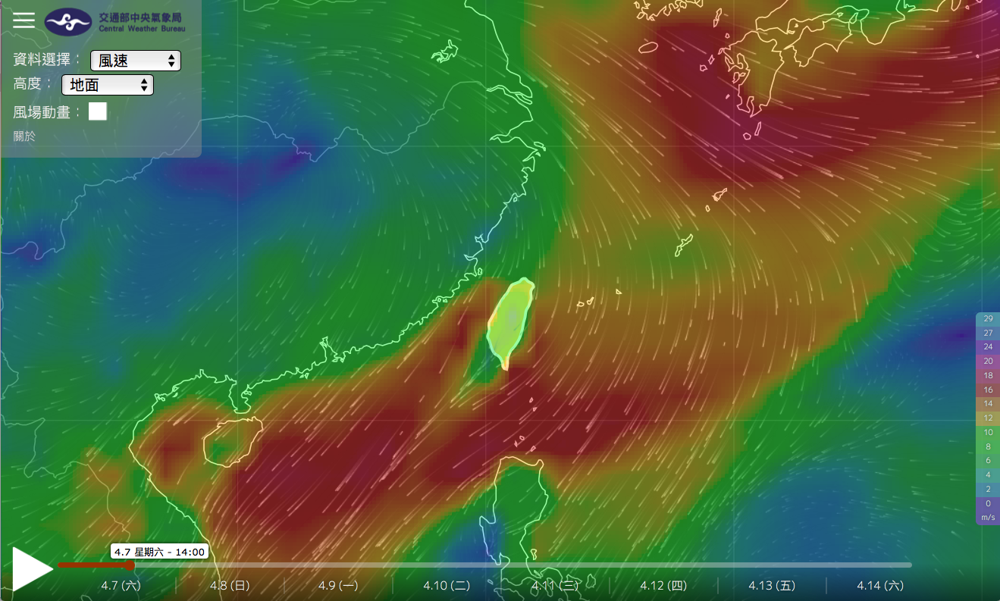 交通部中央氣象局
Central Weather Bureau
資料選擇： 風速
高度： 地面
風場動畫：
關於
29
27
24
20
18
16
14
12
10
8
6
4
2
0
m/s
4.7 星期六 - 14:00
4.7 (六) 4.8 (日) 4.9 (一) 4.10 (二) 4.11 (三) 4.12 (四) 4.13 (五) 4.14 (六)